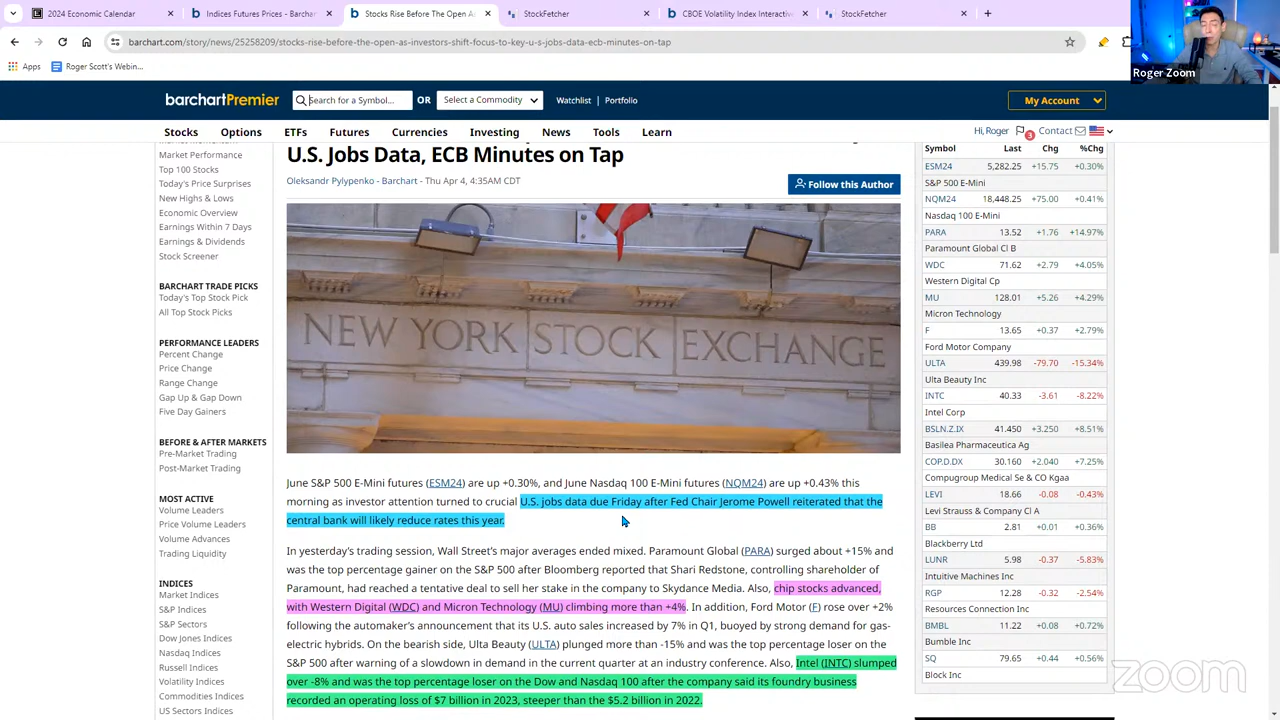 2024 Economic Calendar
Indices Futures Prices - Barchar
Stocks Rise Before The Open As
StockFetcher
CBOE Volatility Index Interactive
StockFetcher
barchart.com/story/news/25258209/stocks-rise-before-the-open-as-investors-shift-focus-to-key-u-s-jobs-data-ecb-minutes-on-tap
Apps
Roger Scott's Webin...
Roger Zoom
barchartPremier
Search for a Symbol...
OR
Select a Commodity
Watchlist | Portfolio
My Account
Stocks Options ETFs Futures Currencies Investing News Tools Learn
Hi, Roger
3
Contact
Market Performance
Top 100 Stocks
Today's Price Surprises
New Highs & Lows
Economic Overview
Earnings Within 7 Days
Earnings & Dividends
Stock Screener
BARCHART TRADE PICKS
Today's Top Stock Pick
All Top Stock Picks
PERFORMANCE LEADERS
Percent Change
Price Change
Range Change
Gap Up & Gap Down
Five Day Gainers
BEFORE & AFTER MARKETS
Pre-Market Trading
Post-Market Trading
MOST ACTIVE
Volume Leaders
Price Volume Leaders
Volume Advances
Trading Liquidity
INDICES
Market Indices
S&P Indices
S&P Sectors
Dow Jones Indices
Nasdaq Indices
Russell Indices
Volatility Indices
Commodities Indices
US Sectors Indices
U.S. Jobs Data, ECB Minutes on Tap
Oleksandr Pylypenko - Barchart - Thu Apr 4, 4:35AM CDT
Follow this Author
NEW YORK STOCK EXCHANGE
June S&P 500 E-Mini futures (ESM24) are up +0.30%, and June Nasdaq 100 E-Mini futures (NQM24) are up +0.43% this
morning as investor attention turned to crucial U.S. jobs data due Friday after Fed Chair Jerome Powell reiterated that the
central bank will likely reduce rates this year.
In yesterday's trading session, Wall Street's major averages ended mixed. Paramount Global (PARA) surged about +15% and
was the top percentage gainer on the S&P 500 after Bloomberg reported that Shari Redstone, controlling shareholder of
Paramount, had reached a tentative deal to sell her stake in the company to Skydance Media. Also, chip stocks advanced,
with Western Digital (WDC) and Micron Technology (MU) climbing more than +4%. In addition, Ford Motor (F) rose over +2%
following the automaker's announcement that its U.S. auto sales increased by 7% in Q1, buoyed by strong demand for gas-
electric hybrids. On the bearish side, Ulta Beauty (ULTA) plunged more than -15% and was the top percentage loser on the
S&P 500 after warning of a slowdown in demand in the current quarter at an industry conference. Also, Intel (INTC) slumped
over -8% and was the top percentage loser on the Dow and Nasdaq 100 after the company said its foundry business
recorded an operating loss of $7 billion in 2023, steeper than the $5.2 billion in 2022.
Symbol Last Chg %Chg
ESM24 5,282.25 +15.75 +0.30%
S&P 500 E-Mini
NQM24 18,448.25 +75.00 +0.41%
Nasdaq 100 E-Mini
PARA 13.52 +1.76 +14.97%
Paramount Global Cl B
WDC 71.62 +2.79 +4.05%
Western Digital Cp
MU 128.01 +5.26 +4.29%
Micron Technology
F 13.65 +0.37 +2.79%
Ford Motor Company
ULTA 439.98 -79.70 -15.34%
Ulta Beauty Inc
INTC 40.33 -3.61 -8.22%
Intel Corp
BSLN.Z.IX 41.450 +3.250 +8.51%
Basilea Pharmaceutica Ag
COP.D.DX 30.160 +2.040 +7.25%
Compugroup Medical Se & CO Kgaa
LEVI 18.66 -0.08 -0.43%
Levi Strauss & Company Cl A
BB 2.81 +0.01 +0.36%
Blackberry Ltd
LUNR 5.98 -0.37 -5.83%
Intuitive Machines Inc
RGP 12.28 -0.32 -2.54%
Resources Connection Inc
BMBL 11.22 +0.08 +0.72%
Bumble Inc
SQ 79.65 +0.44 +0.56%
Block Inc
zoom